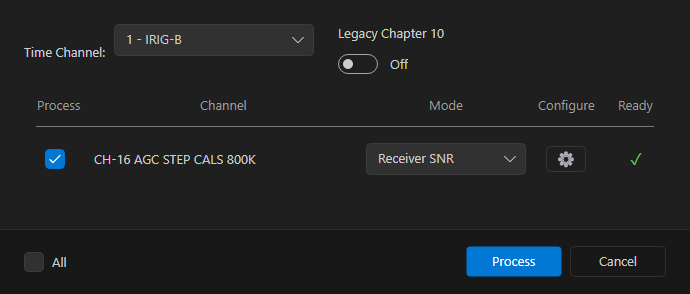 Time Channel:
1 - IRIG-B
Legacy Chapter 10
Off
Process Channel Mode Configure Ready
CH-16 AGC STEP CALS 800K Receiver SNR
All Process Cancel